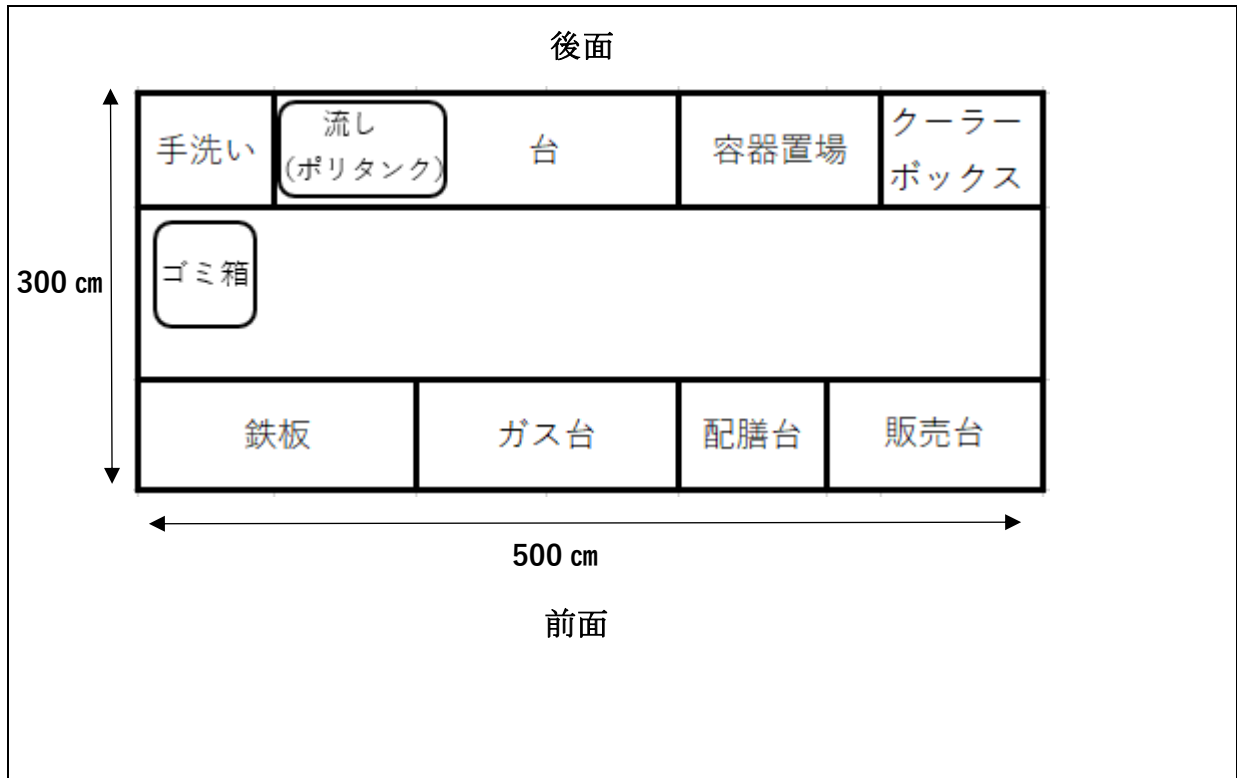 後面
手洗い
流し
(ポリタンク)
台
容器置場
クーラー
ボックス
300 ㎝
ゴミ箱
鉄板
ガス台
配膳台
販売台
500 ㎝
前面